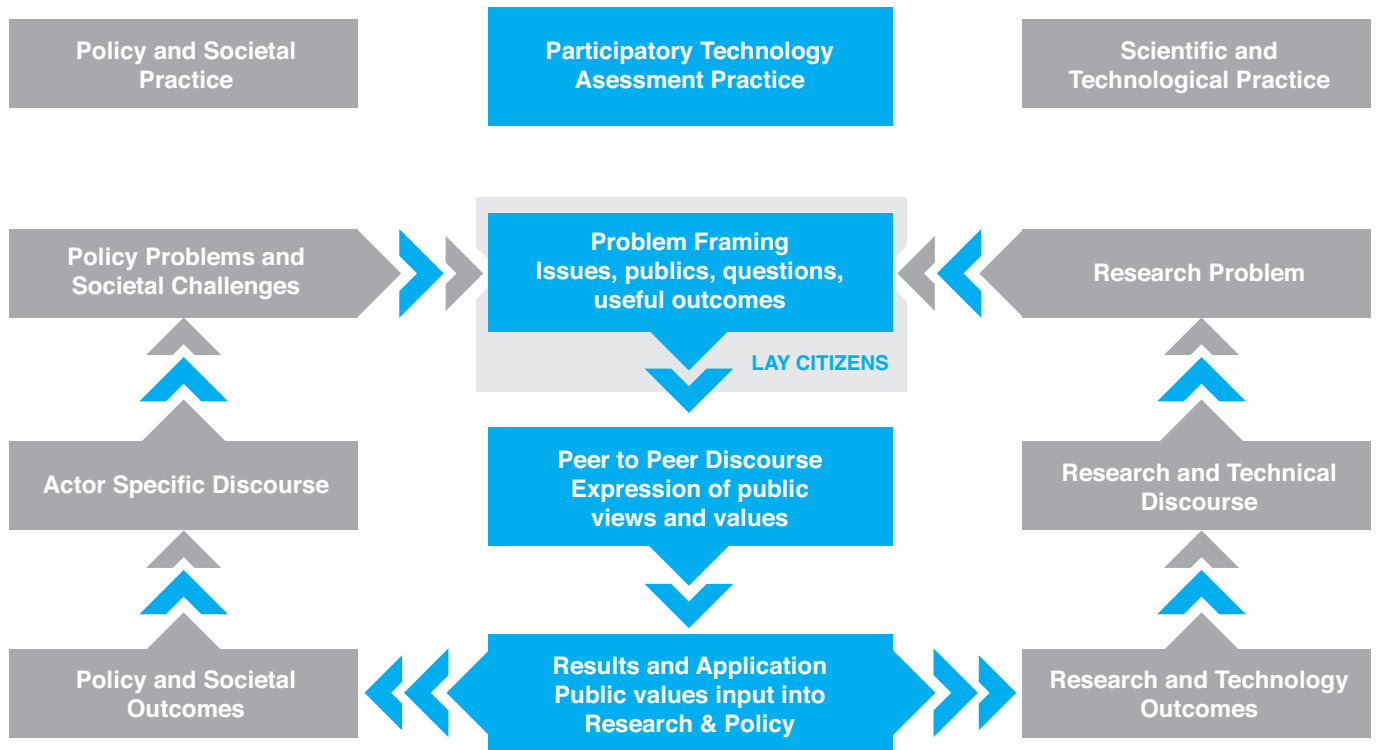 Policy and Societal
Practice
Participatory Technology
Asessment Practice
Scientific and
Technological Practice
Policy Problems and
Societal Challenges
Problem Framing
Issues, publics, questions,
useful outcomes
Research Problem
LAY CITIZENS
Actor Specific Discourse
Peer to Peer Discourse
Expression of public
views and values
Research and Technical
Discourse
Policy and Societal
Outcomes
Results and Application
Public values input into
Research & Policy
Research and Technology
Outcomes